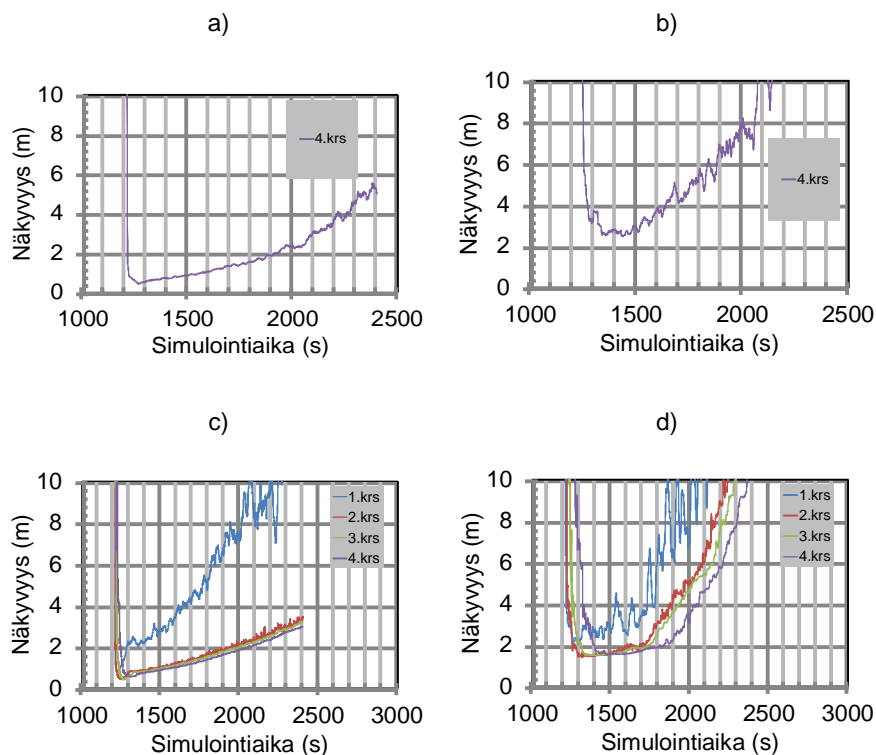 a)
10
8
6
4
2
0
Näkyvyys (m)
4.krs
1000 1500 2000 2500
Simulointiaika (s)
b)
10
8
6
4
2
0
Näkyvyys (m)
4.krs
1000 1500 2000 2500
Simulointiaika (s)
c)
10
8
6
4
2
0
Näkyvyys (m)
1.krs
2.krs
3.krs
4.krs
1000 1500 2000 2500 3000
Simulointiaika (s)
d)
10
8
6
4
2
0
Näkyvyys (m)
1.krs
2.krs
3.krs
4.krs
1000 1500 2000 2500 3000
Simulointiaika (s)